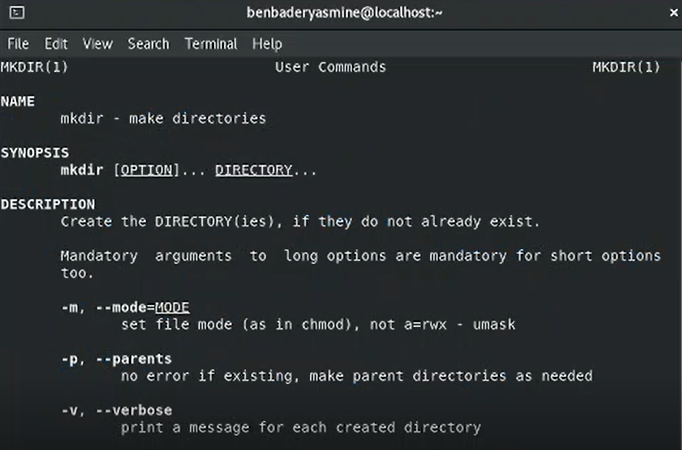 benbaderyasmine@localhost:~
File Edit View Search Terminal Help
MKDIR(1) User Commands MKDIR(1)
NAME
mkdir - make directories
SYNOPSIS
mkdir [OPTION]... DIRECTORY...
DESCRIPTION
Create the DIRECTORY(ies), if they do not already exist.
Mandatory arguments to long options are mandatory for short options
too.
-m, --mode=MODE
set file mode (as in chmod), not a=rwx - umask
-p, --parents
no error if existing, make parent directories as needed
-v, --verbose
print a message for each created directory